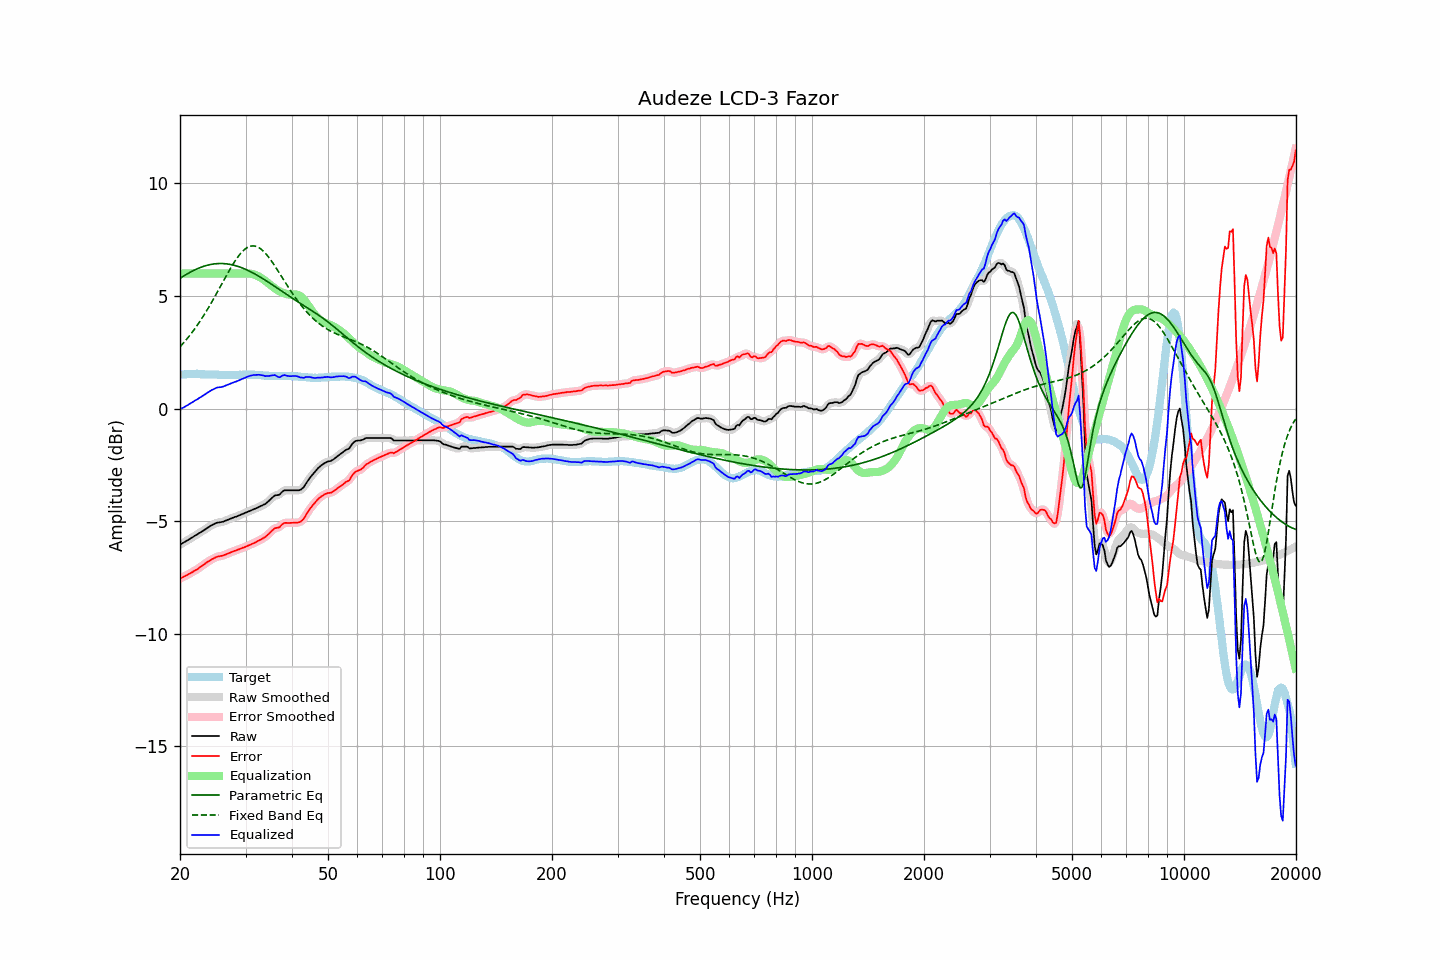 Audeze LCD-3 Fazor
Amplitude (dBr)
10
5
0
−5
−10
−15
Target
Raw Smoothed
Error Smoothed
Raw
Error
Equalization
Parametric Eq
Fixed Band Eq
Equalized
20 50 100 200 500 1000 2000 5000 10000 20000
Frequency (Hz)